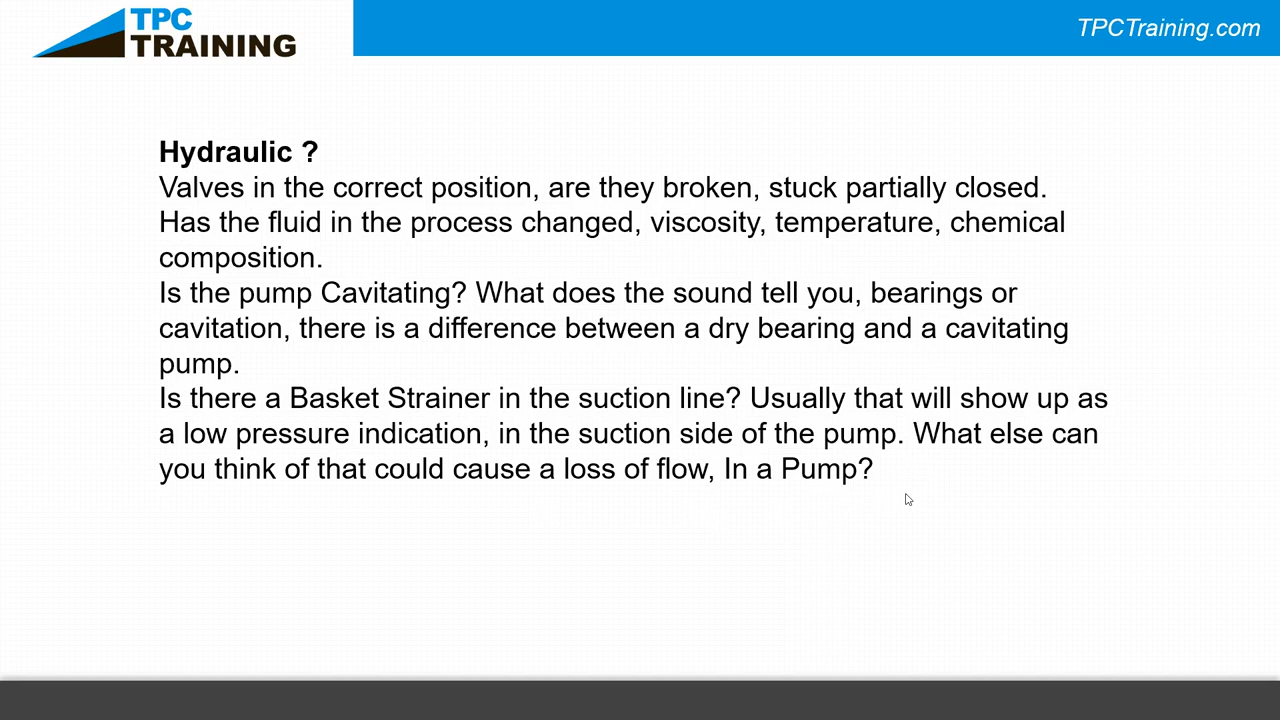 TPC
TRAINING
TPCTraining.com
Hydraulic ?
Valves in the correct position, are they broken, stuck partially closed.
Has the fluid in the process changed, viscosity, temperature, chemical
composition.
Is the pump Cavitating? What does the sound tell you, bearings or
cavitation, there is a difference between a dry bearing and a cavitating
pump.
Is there a Basket Strainer in the suction line? Usually that will show up as
a low pressure indication, in the suction side of the pump. What else can
you think of that could cause a loss of flow, In a Pump?